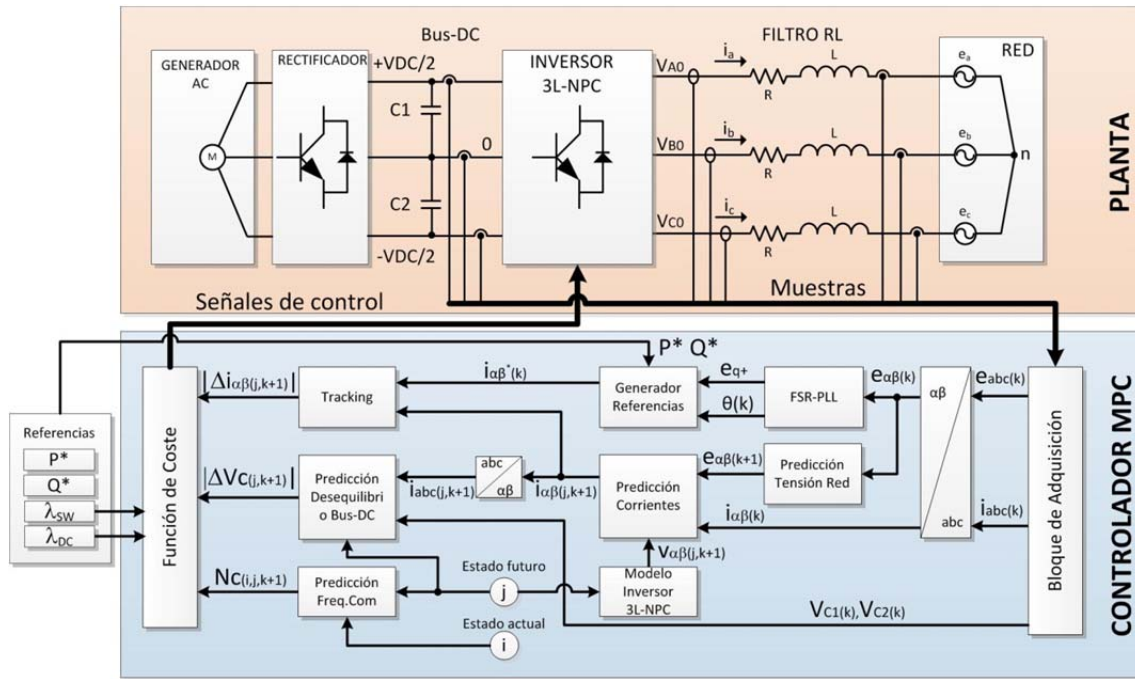 GENERADOR
AC
M
RECTIFICADOR
Bus-DC
+VDC/2
C1
0
C2
-VDC/2
INVERSOR
3L-NPC
FILTRO RL
VA0
VB0
VC0
ia
R
L
ib
R
L
ic
R
L
RED
ea
eb
ec
n
PLANTA
Señales de control
Muestras
P* Q*
Referencias
P*
Q*
λSW
λDC
Función de Coste
|Δiαβ(j,k+1)|
|ΔVc(j,k+1)|
Nc(i,j,k+1)
Tracking
iαβ*(k)
Generador
Referencias
eq+
θ(k)
FSR-PLL
eαβ(k)
αβ
abc
eabc(k)
iabc(k)
Bloque de Adquisición
Predicción
Desequilibri
o Bus-DC
iabc(j,k+1)
abc
αβ
iαβ(j,k+1)
Predicción
Corrientes
eαβ(k+1)
Predicción
Tensión Red
iαβ(k)
vαβ(j,k+1)
Predicción
Freq.Com
Estado futuro
j
Estado actual
i
Modelo
Inversor
3L-NPC
VC1(k),VC2(k)
CONTROLADOR MPC